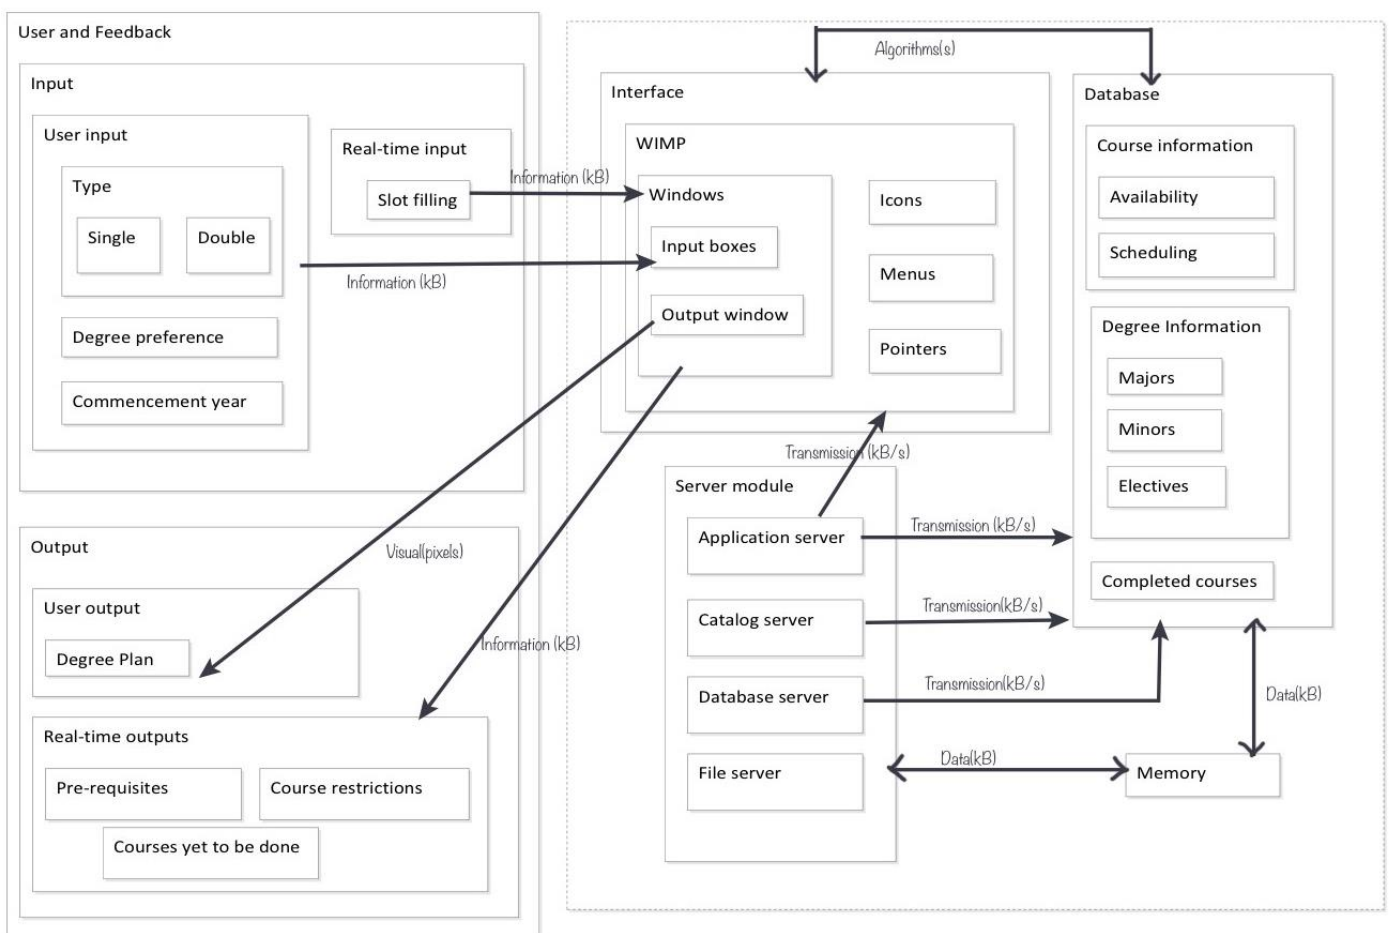 User and Feedback
Input
User input
Type
Single
Double
Degree preference
Commencement year
Real-time input
Slot filling
Information (kB)
Information (kB)
Output
User output
Degree Plan
Real-time outputs
Pre-requisites
Course restrictions
Courses yet to be done
Visual(pixels)
Information (kB)
Algorithms(s)
Interface
WIMP
Windows
Input boxes
Output window
Icons
Menus
Pointers
Transmission (kB/s)
Server module
Application server
Catalog server
Database server
File server
Transmission (kB/s)
Transmission(kB/s)
Transmission(kB/s)
Data(kB)
Database
Course information
Availability
Scheduling
Degree Information
Majors
Minors
Electives
Completed courses
Data(kB)
Memory